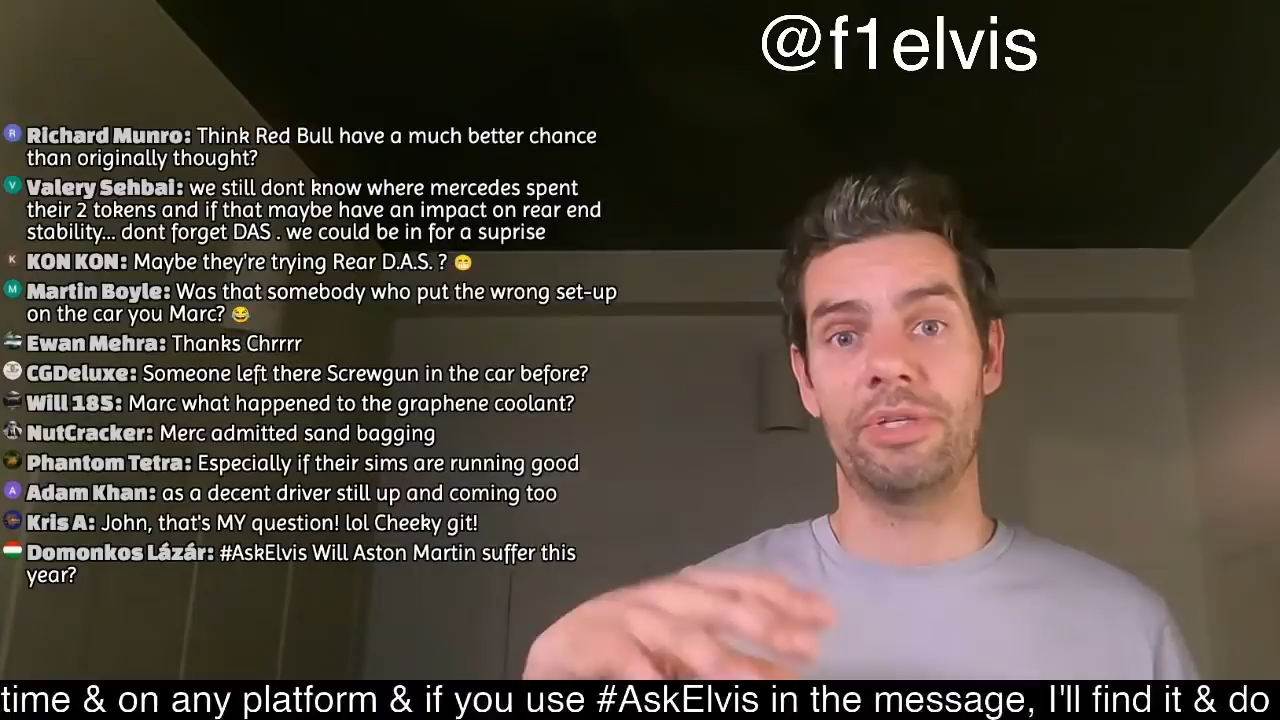 @f1elvis
R Richard Munro: Think Red Bull have a much better chance
than originally thought?
V Valery Sehbal: we still dont know where mercedes spent
their 2 tokens and if that maybe have an impact on rear end
stability... dont forget DAS . we could be in for a suprise
K KON KON: Maybe they're trying Rear D.A.S. ? 😁
M Martin Boyle: Was that somebody who put the wrong set-up
on the car you Marc? 😂
Ewan Mehra: Thanks Chrrrr
CGDeluxe: Someone left there Screwgun in the car before?
Will 185: Marc what happened to the graphene coolant?
NutCracker: Merc admitted sand bagging
Phantom Tetra: Especially if their sims are running good
A Adam Khan: as a decent driver still up and coming too
Kris A: John, that's MY question! lol Cheeky git!
Domonkos Lázár: #AskElvis Will Aston Martin suffer this
year?
time & on any platform & if you use #AskElvis in the message, I'll find it & do